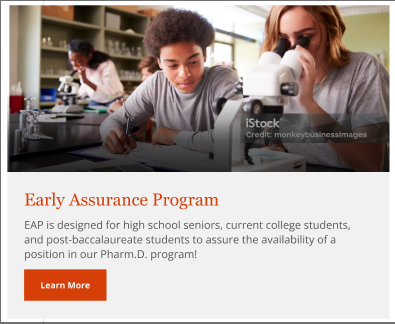 iStock
Credit: monkeybusinessimages
Early Assurance Program
EAP is designed for high school seniors, current college students,
and post-baccalaureate students to assure the availability of a
position in our Pharm.D. program!
Learn More